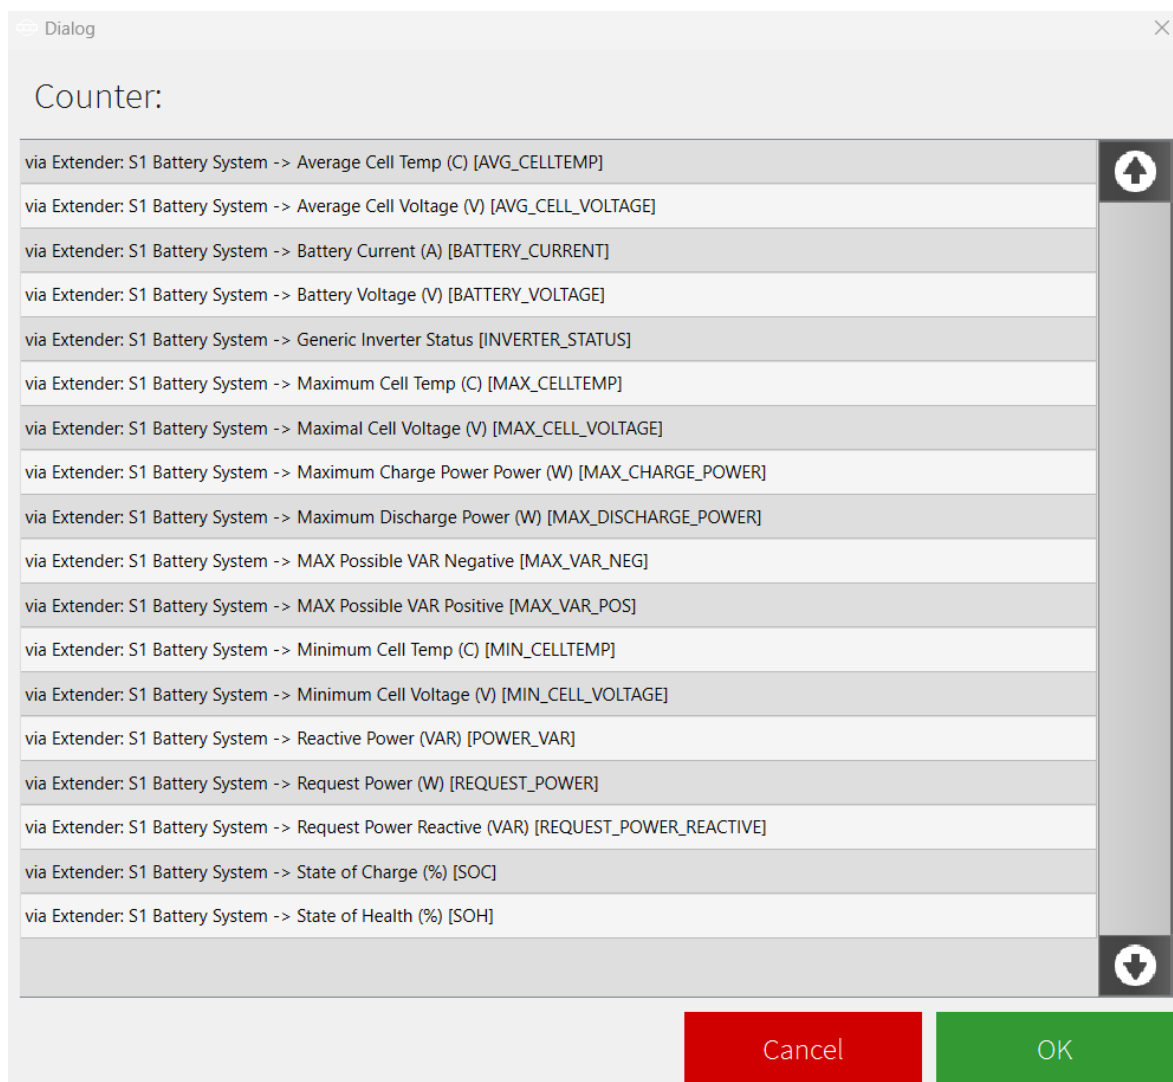 Dialog
Counter:
via Extender: S1 Battery System -> Average Cell Temp (C) [AVG_CELLTEMP]
via Extender: S1 Battery System -> Average Cell Voltage (V) [AVG_CELL_VOLTAGE]
via Extender: S1 Battery System -> Battery Current (A) [BATTERY_CURRENT]
via Extender: S1 Battery System -> Battery Voltage (V) [BATTERY_VOLTAGE]
via Extender: S1 Battery System -> Generic Inverter Status [INVERTER_STATUS]
via Extender: S1 Battery System -> Maximum Cell Temp (C) [MAX_CELLTEMP]
via Extender: S1 Battery System -> Maximal Cell Voltage (V) [MAX_CELL_VOLTAGE]
via Extender: S1 Battery System -> Maximum Charge Power Power (W) [MAX_CHARGE_POWER]
via Extender: S1 Battery System -> Maximum Discharge Power (W) [MAX_DISCHARGE_POWER]
via Extender: S1 Battery System -> MAX Possible VAR Negative [MAX_VAR_NEG]
via Extender: S1 Battery System -> MAX Possible VAR Positive [MAX_VAR_POS]
via Extender: S1 Battery System -> Minimum Cell Temp (C) [MIN_CELLTEMP]
via Extender: S1 Battery System -> Minimum Cell Voltage (V) [MIN_CELL_VOLTAGE]
via Extender: S1 Battery System -> Reactive Power (VAR) [POWER_VAR]
via Extender: S1 Battery System -> Request Power (W) [REQUEST_POWER]
via Extender: S1 Battery System -> Request Power Reactive (VAR) [REQUEST_POWER_REACTIVE]
via Extender: S1 Battery System -> State of Charge (%) [SOC]
via Extender: S1 Battery System -> State of Health (%) [SOH]
Cancel OK